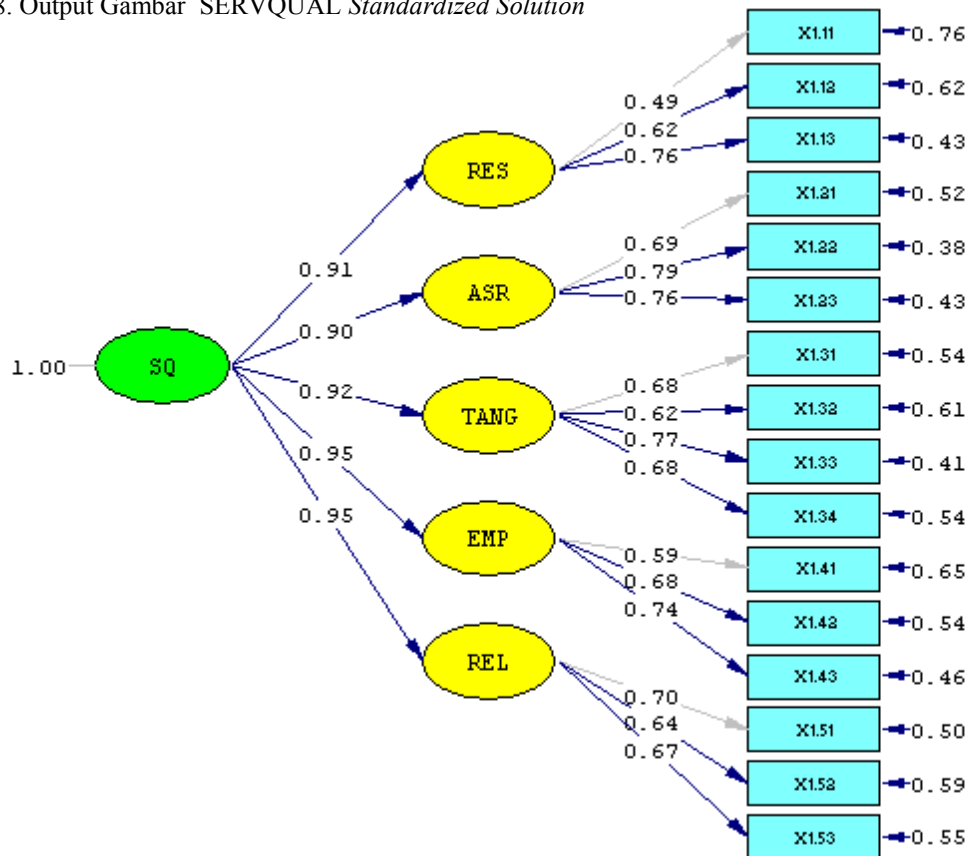 8. Output Gambar SERVQUAL Standardized Solution
X1.11
0.76
X1.12
0.62
X1.13
0.43
X1.21
0.52
X1.22
0.38
X1.23
0.43
X1.31
0.54
X1.32
0.61
X1.33
0.41
X1.34
0.54
X1.41
0.65
X1.42
0.54
X1.43
0.46
X1.51
0.50
X1.52
0.59
X1.53
0.55
0.49
0.62
0.76
RES
0.69
0.79
0.76
ASR
0.68
0.62
0.77
0.68
TANG
0.59
0.68
0.74
EMP
0.70
0.64
0.67
REL
0.91
0.90
0.92
0.95
0.95
1.00
SQ